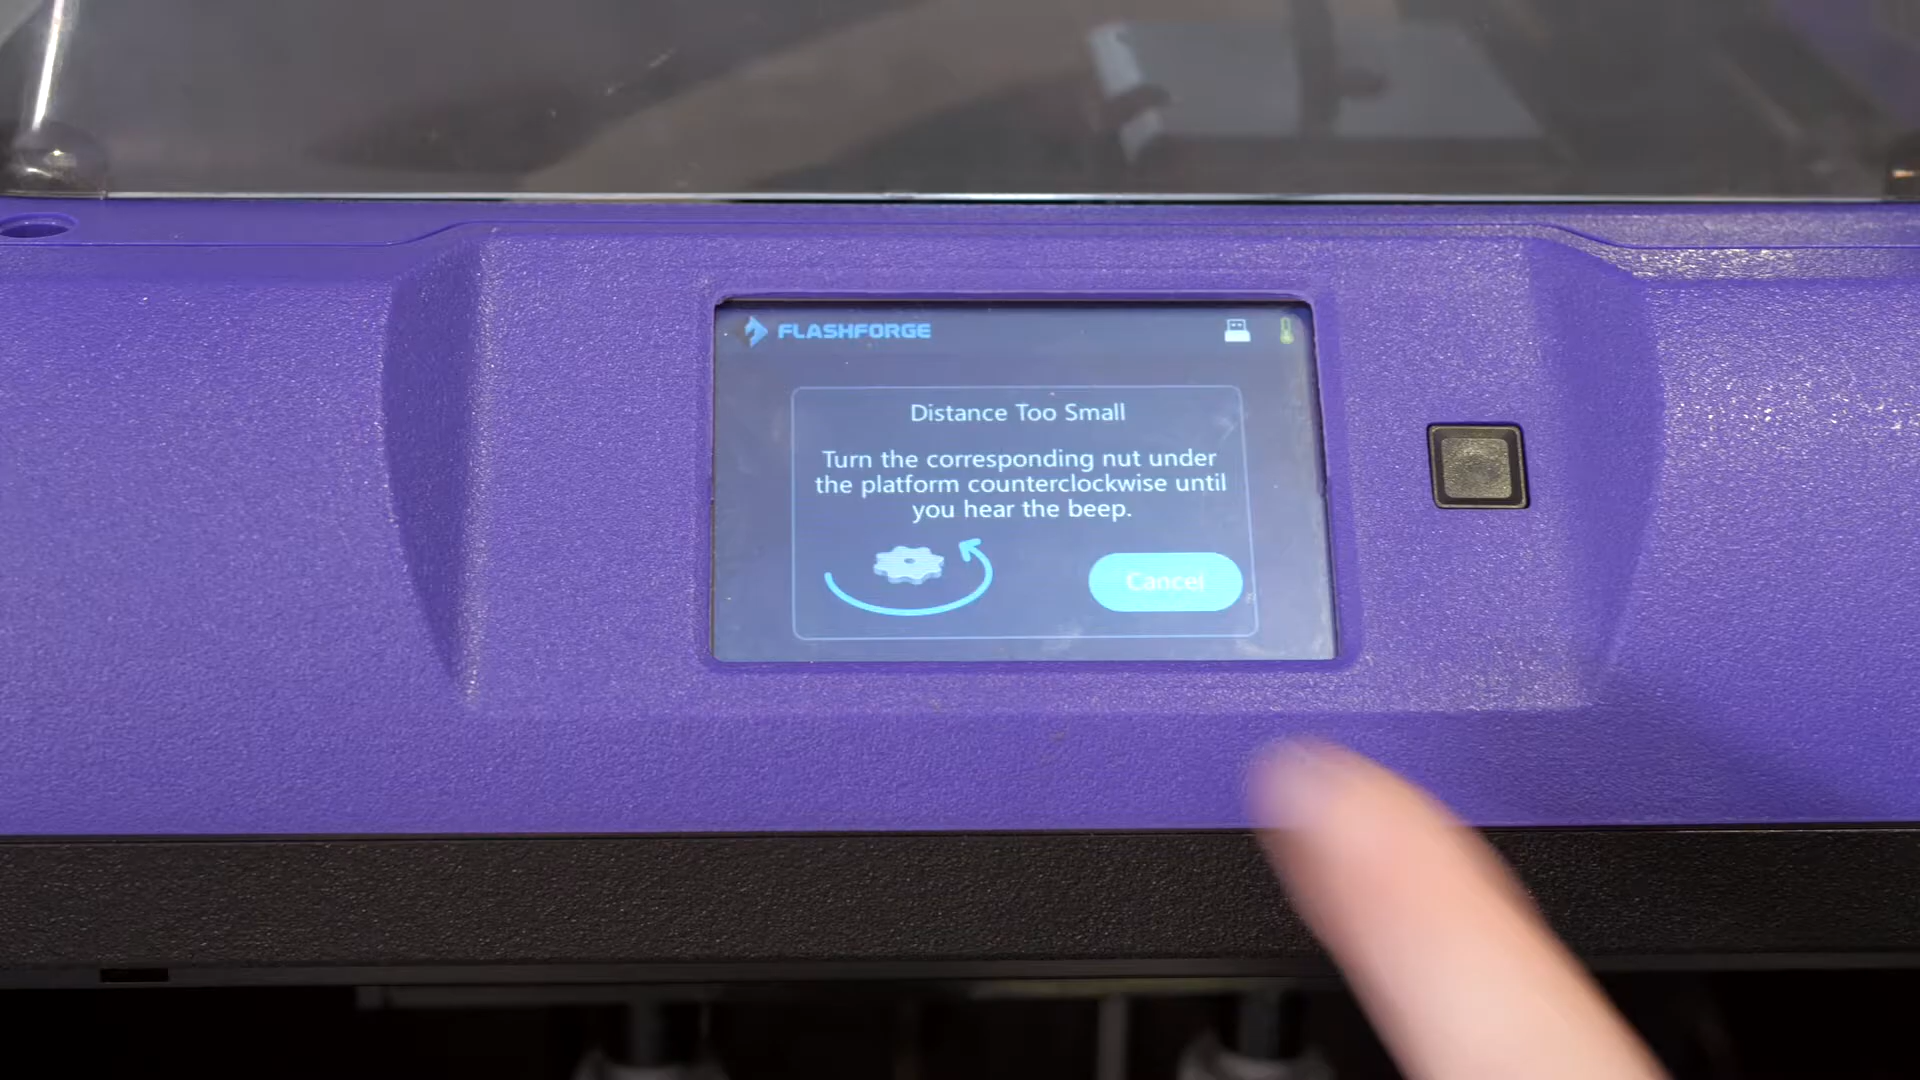 FLASHFORGE
Distance Too Small
Turn the corresponding nut under
the platform counterclockwise until
you hear the beep.
Cancel